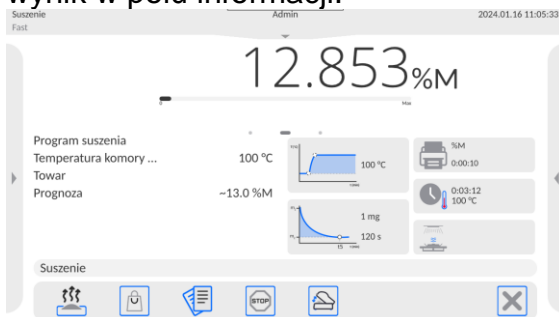 wynik w polu informacji.
Suszenie
Admin
2024.01.16 11:05:33
Fast
12.853%M
0
Max
Program suszenia
Temperatura komory ...
100 °C
Towar
Prognoza
~13.0 %M
100 °C
1 mg
120 s
%M
0:00:10
0:03:12
100 °C
Suszenie
STOP